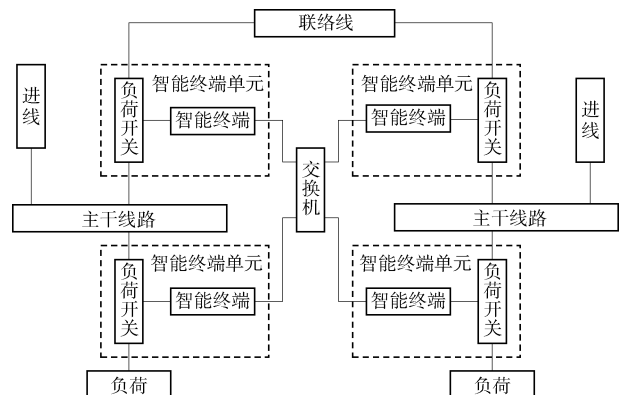 联络线
智能终端单元
负荷开关
智能终端
智能终端单元
负荷开关
智能终端
进线
进线
交换机
主干线路
主干线路
智能终端单元
负荷开关
智能终端
智能终端单元
负荷开关
智能终端
负荷
负荷